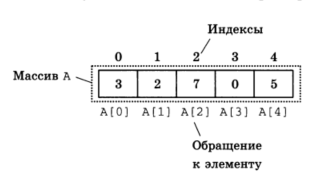 Индексы
0 1 2 3 4
Массив A
3 2 7 0 5
A[0] A[1] A[2] A[3] A[4]
Обращение
к элементу